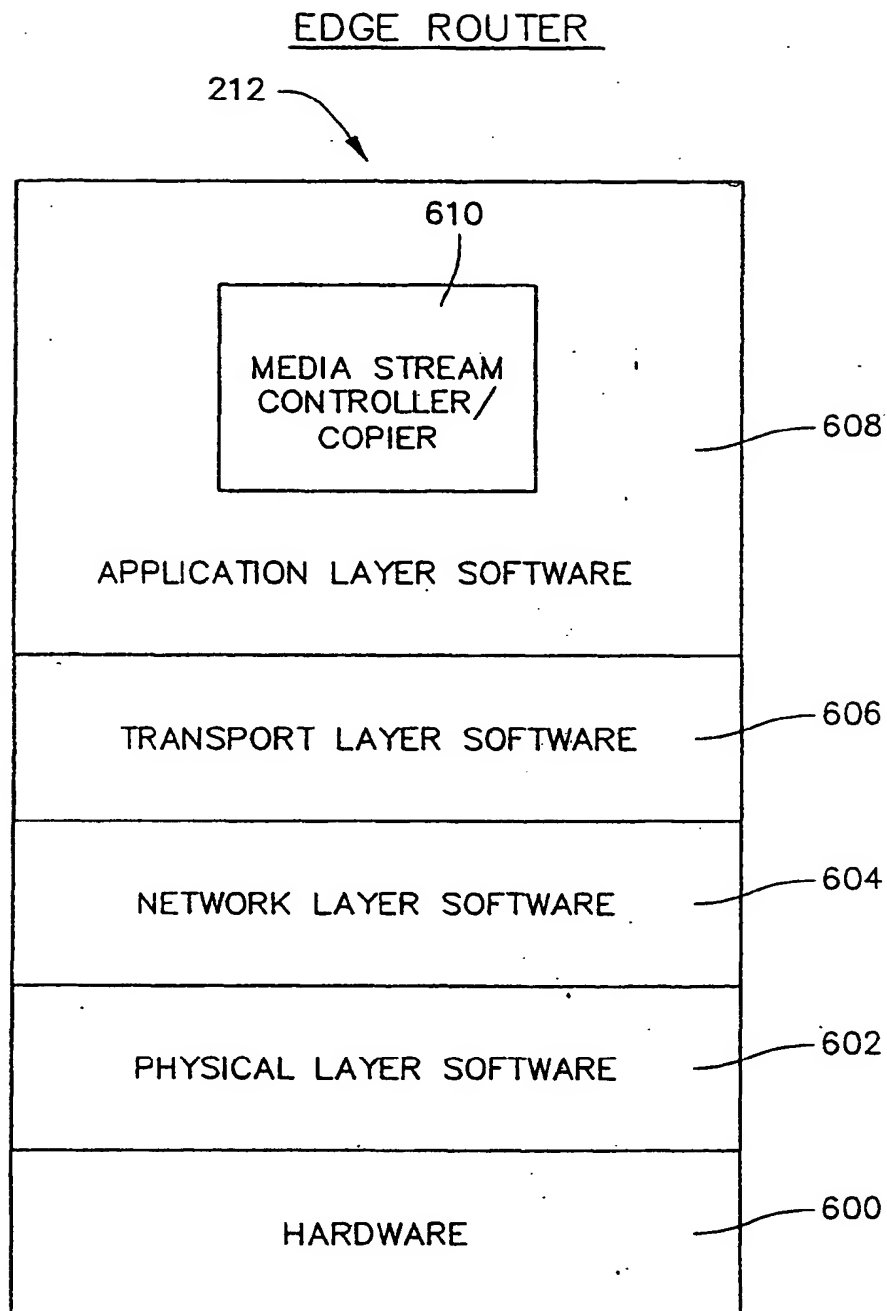 EDGE ROUTER
212
610
MEDIA STREAM
CONTROLLER/
COPIER
608
APPLICATION LAYER SOFTWARE
TRANSPORT LAYER SOFTWARE
606
NETWORK LAYER SOFTWARE
604
PHYSICAL LAYER SOFTWARE
602
HARDWARE
600